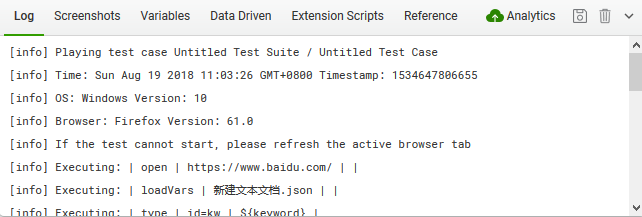 Log Screenshots Variables Data Driven Extension Scripts Reference Analytics
[info] Playing test case Untitled Test Suite / Untitled Test Case
[info] Time: Sun Aug 19 2018 11:03:26 GMT+0800 Timestamp: 1534647806655
[info] OS: Windows Version: 10
[info] Browser: Firefox Version: 61.0
[info] If the test cannot start, please refresh the active browser tab
[info] Executing: | open | https://www.baidu.com/ | |
[info] Executing: | loadVars | 新建文本文档.json | |
[info] Executing: | type | id=kw | ${keyword} |